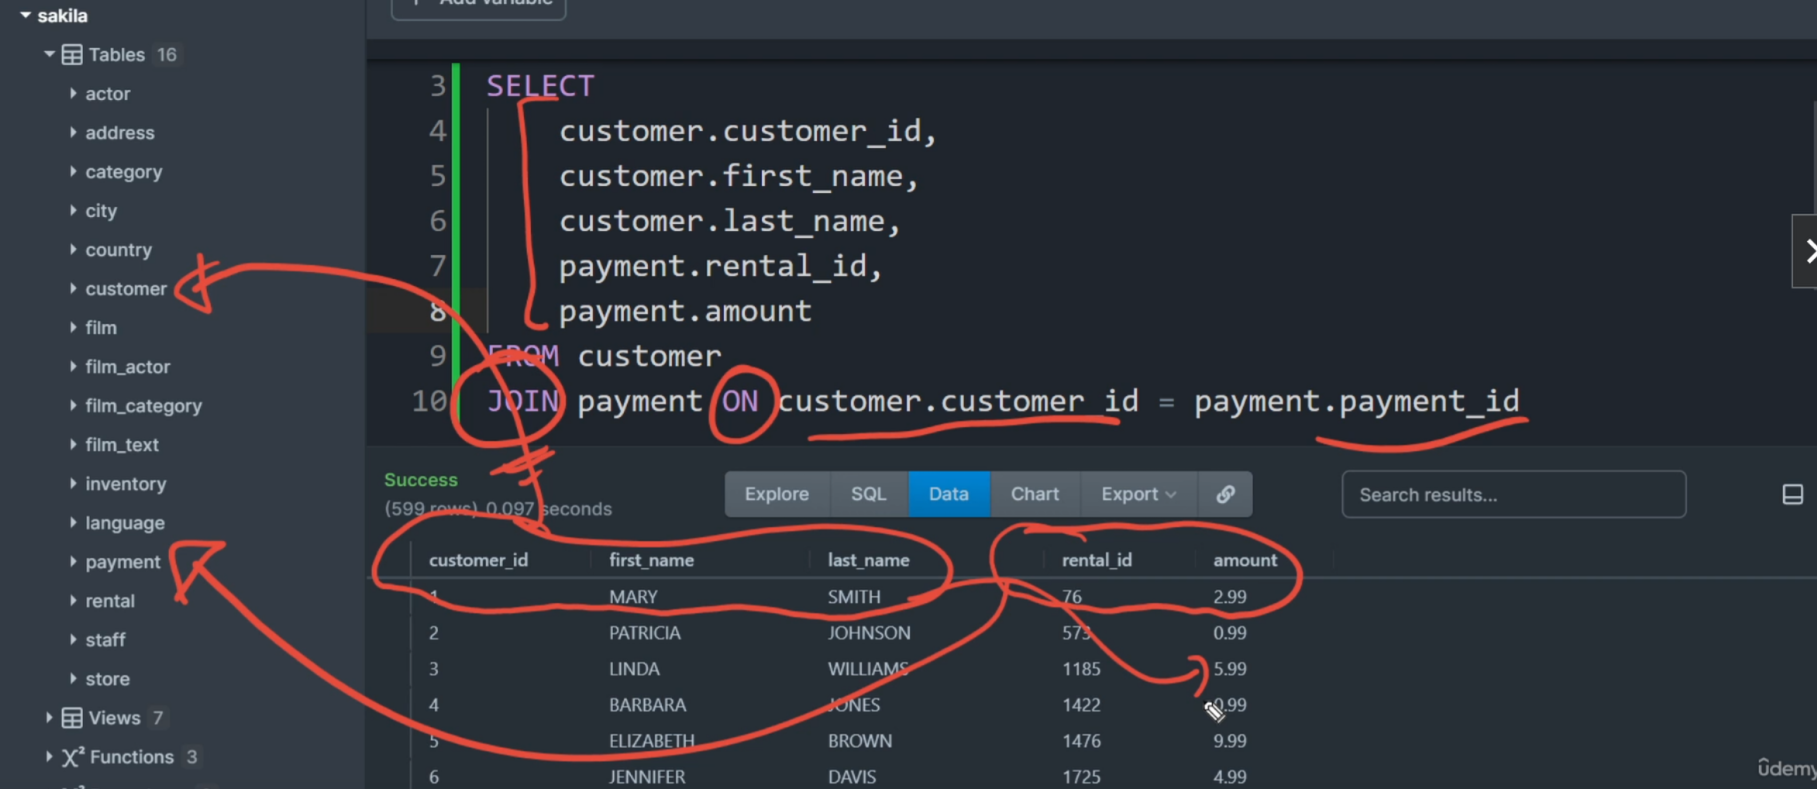 sakila
Tables 16
actor
address
category
city
country
customer
film
film_actor
film_category
film_text
inventory
language
payment
rental
staff
store
Views 7
Functions 3
+ Add variable
3 SELECT
4 customer.customer_id,
5 customer.first_name,
6 customer.last_name,
7 payment.rental_id,
8 payment.amount
9 FROM customer
10 JOIN payment ON customer.customer_id = payment.payment_id
Success
(599 rows) 0.097 seconds
Explore SQL Data Chart Export
Search results...
customer_id first_name last_name rental_id amount
1 MARY SMITH 76 2.99
2 PATRICIA JOHNSON 573 0.99
3 LINDA WILLIAMS 1185 5.99
4 BARBARA JONES 1422 0.99
5 ELIZABETH BROWN 1476 9.99
6 JENNIFER DAVIS 1725 4.99
ûdemy